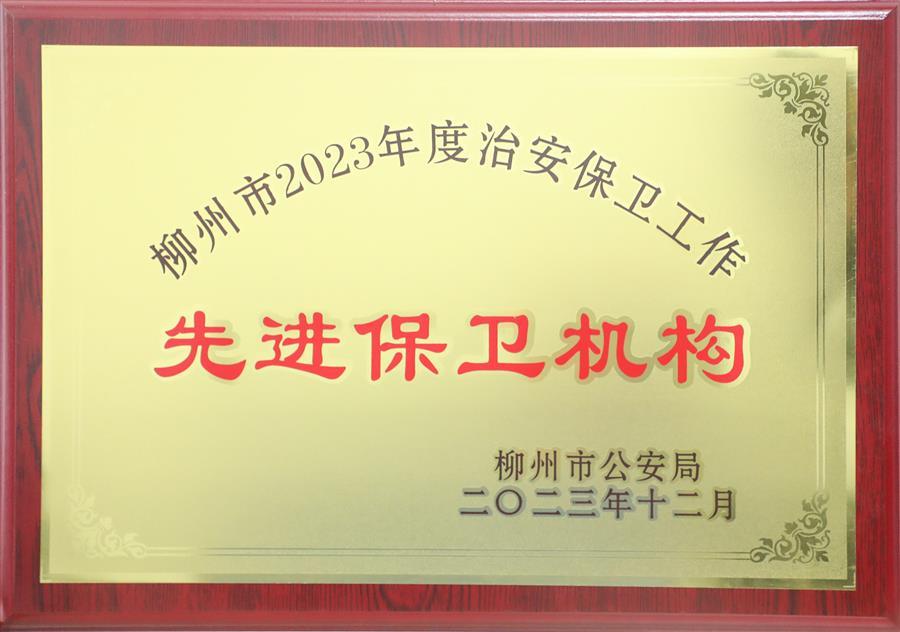 柳州市2023年度治安保卫工作
先进保卫机构
柳州市公安局
二〇二三年十二月